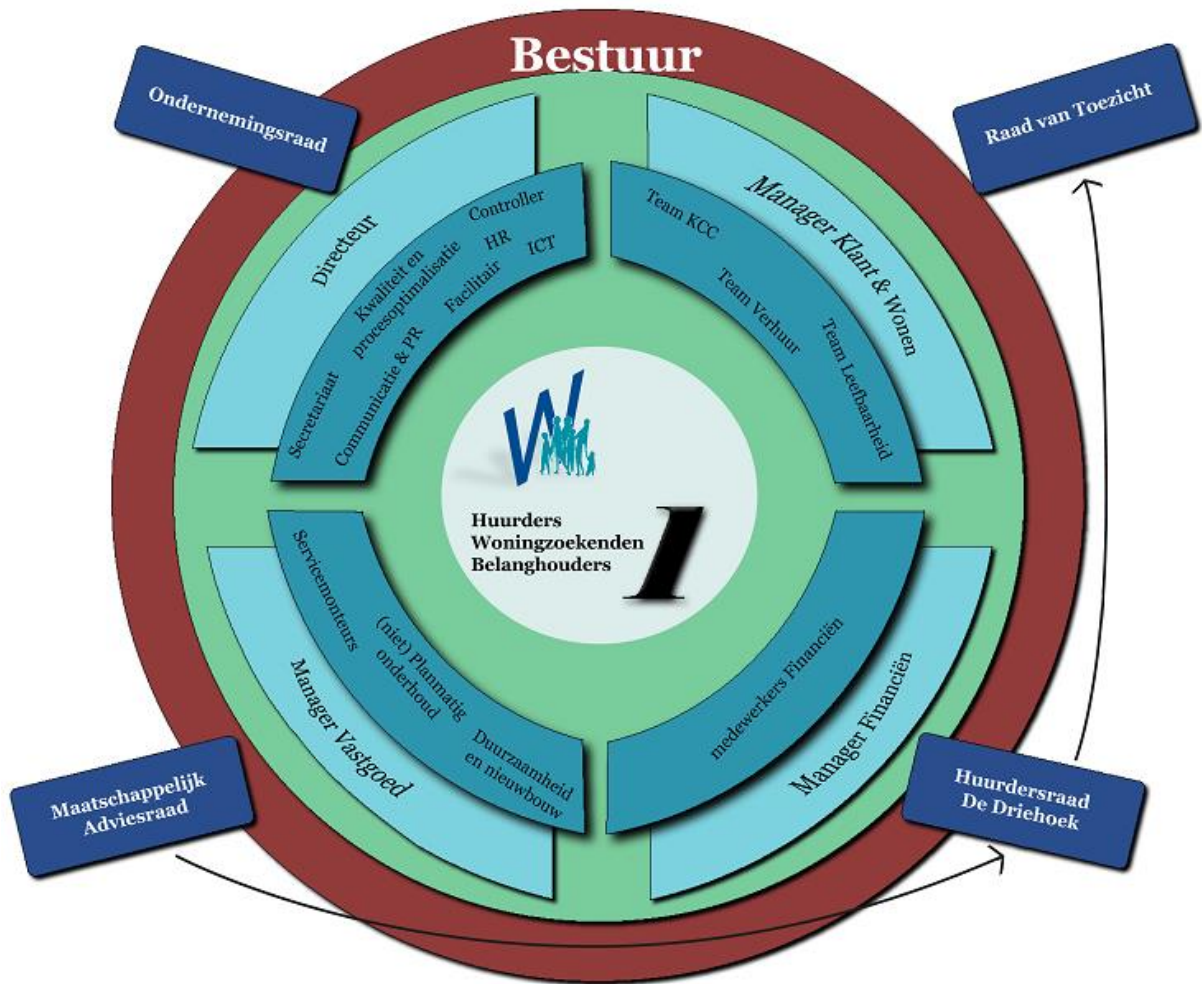 Bestuur
Ondernemingsraad
Raad van Toezicht
Directeur
Controller
HR
ICT
Kwaliteit en
procesoptimalisatie
Facilitair
Secretariaat
Communicatie & PR
Manager Klant & Wonen
Team KCC
Team Verhuur
Team Leefbaarheid
W
Huurders
Woningzoekenden
Belanghouders
1
Servicemonteurs
(niet) Planmatig
onderhoud
Duurzaamheid
en nieuwbouw
Manager Vastgoed
medewerkers Financiën
Manager Financiën
Maatschappelijk
Adviesraad
Huurdersraad
De Driehoek